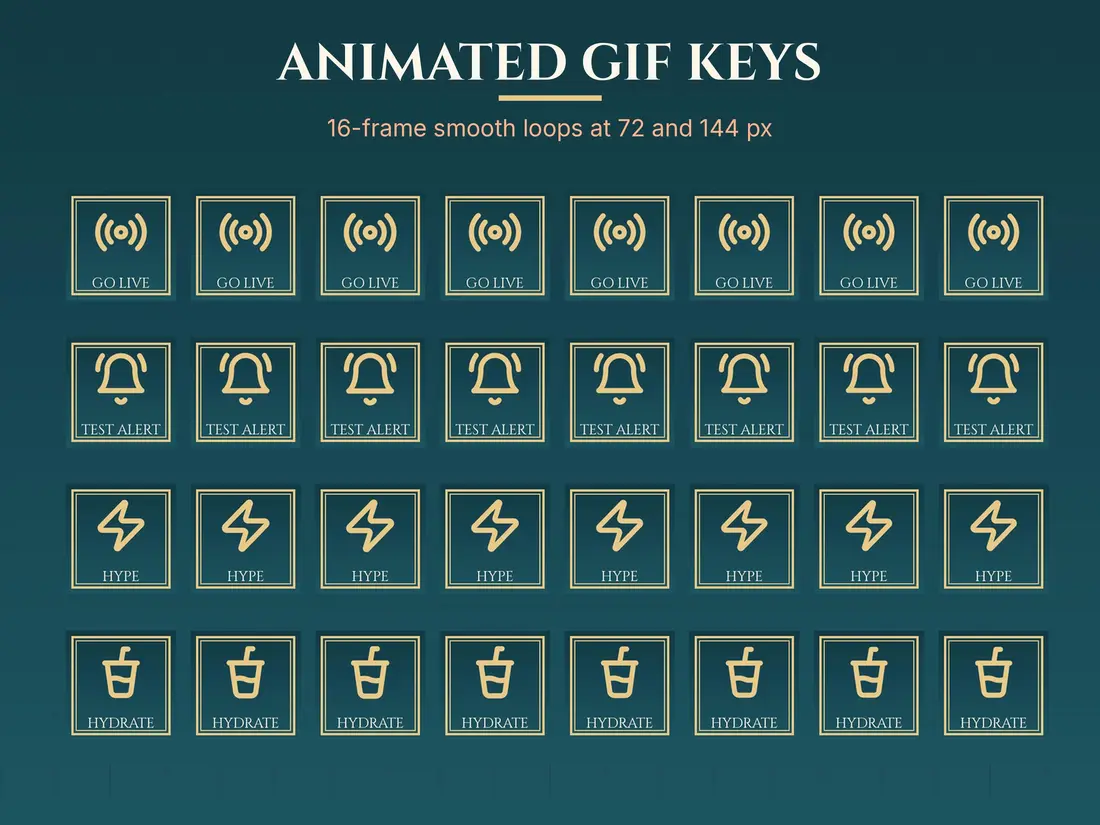 ANIMATED GIF KEYS
16-frame smooth loops at 72 and 144 px
GO LIVE GO LIVE GO LIVE GO LIVE GO LIVE GO LIVE GO LIVE GO LIVE
TEST ALERT TEST ALERT TEST ALERT TEST ALERT TEST ALERT TEST ALERT TEST ALERT TEST ALERT
HYPE HYPE HYPE HYPE HYPE HYPE HYPE HYPE
HYDRATE HYDRATE HYDRATE HYDRATE HYDRATE HYDRATE HYDRATE HYDRATE